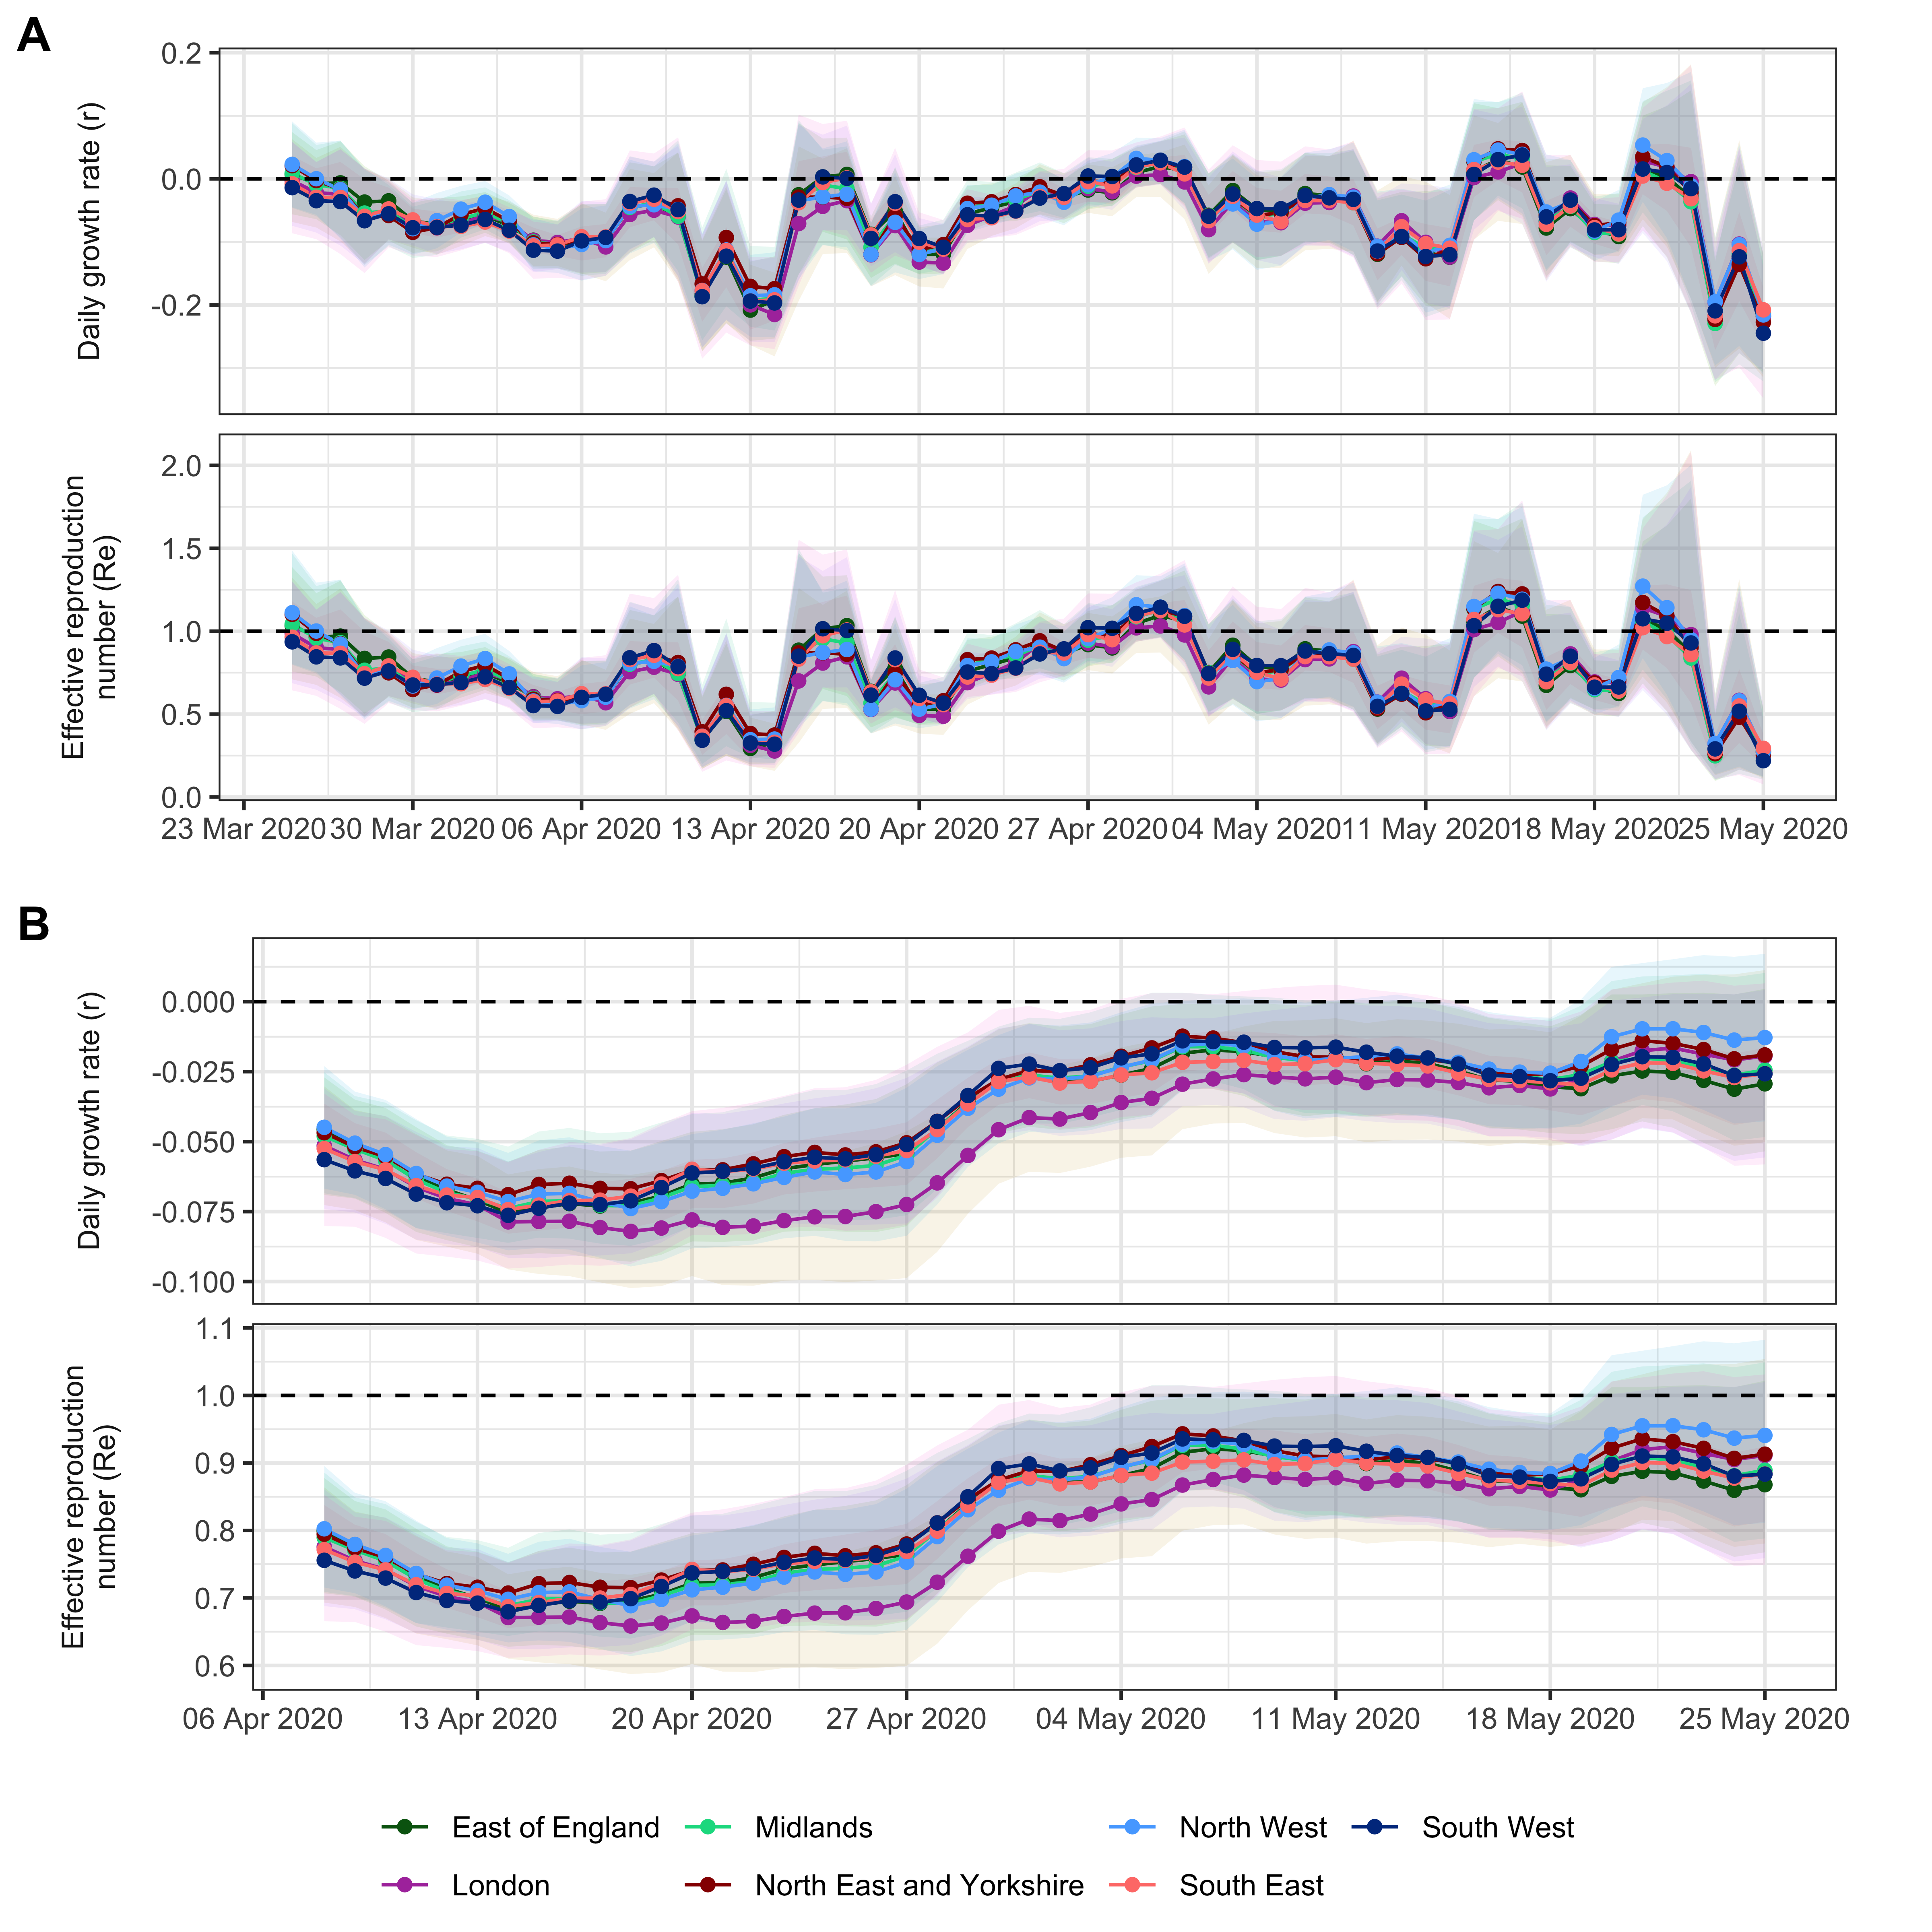 A
Daily growth rate (r)
0.2
0.0
-0.2
Effective reproduction
number (Re)
2.0
1.5
1.0
0.5
0.0
23 Mar 2020 30 Mar 2020 06 Apr 2020 13 Apr 2020 20 Apr 2020 27 Apr 2020 04 May 2020 11 May 2020 18 May 2020 25 May 2020
B
Daily growth rate (r)
0.000
-0.025
-0.050
-0.075
-0.100
Effective reproduction
number (Re)
1.1
1.0
0.9
0.8
0.7
0.6
06 Apr 2020 13 Apr 2020 20 Apr 2020 27 Apr 2020 04 May 2020 11 May 2020 18 May 2020 25 May 2020
East of England Midlands North West South West
London North East and Yorkshire South East